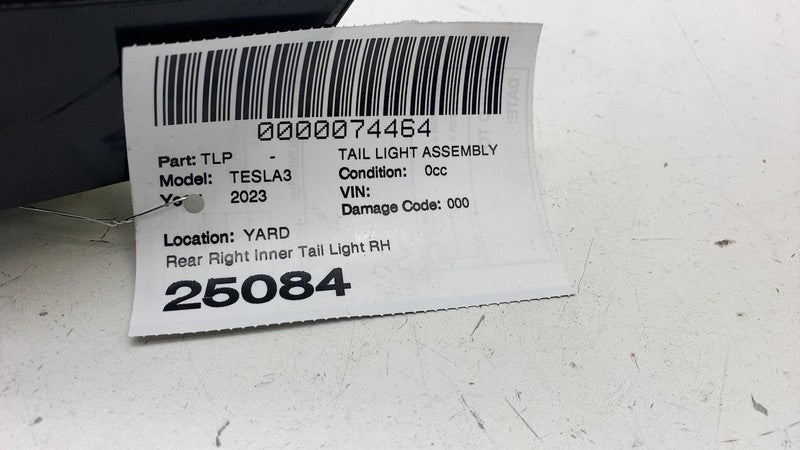 0000074464
Part: TLP - TAIL LIGHT ASSEMBLY
Model: TESLA3 Condition: 0cc
2023 VIN:
Damage Code: 000
Location: YARD
Rear Right Inner Tail Light RH
25084
DATE: